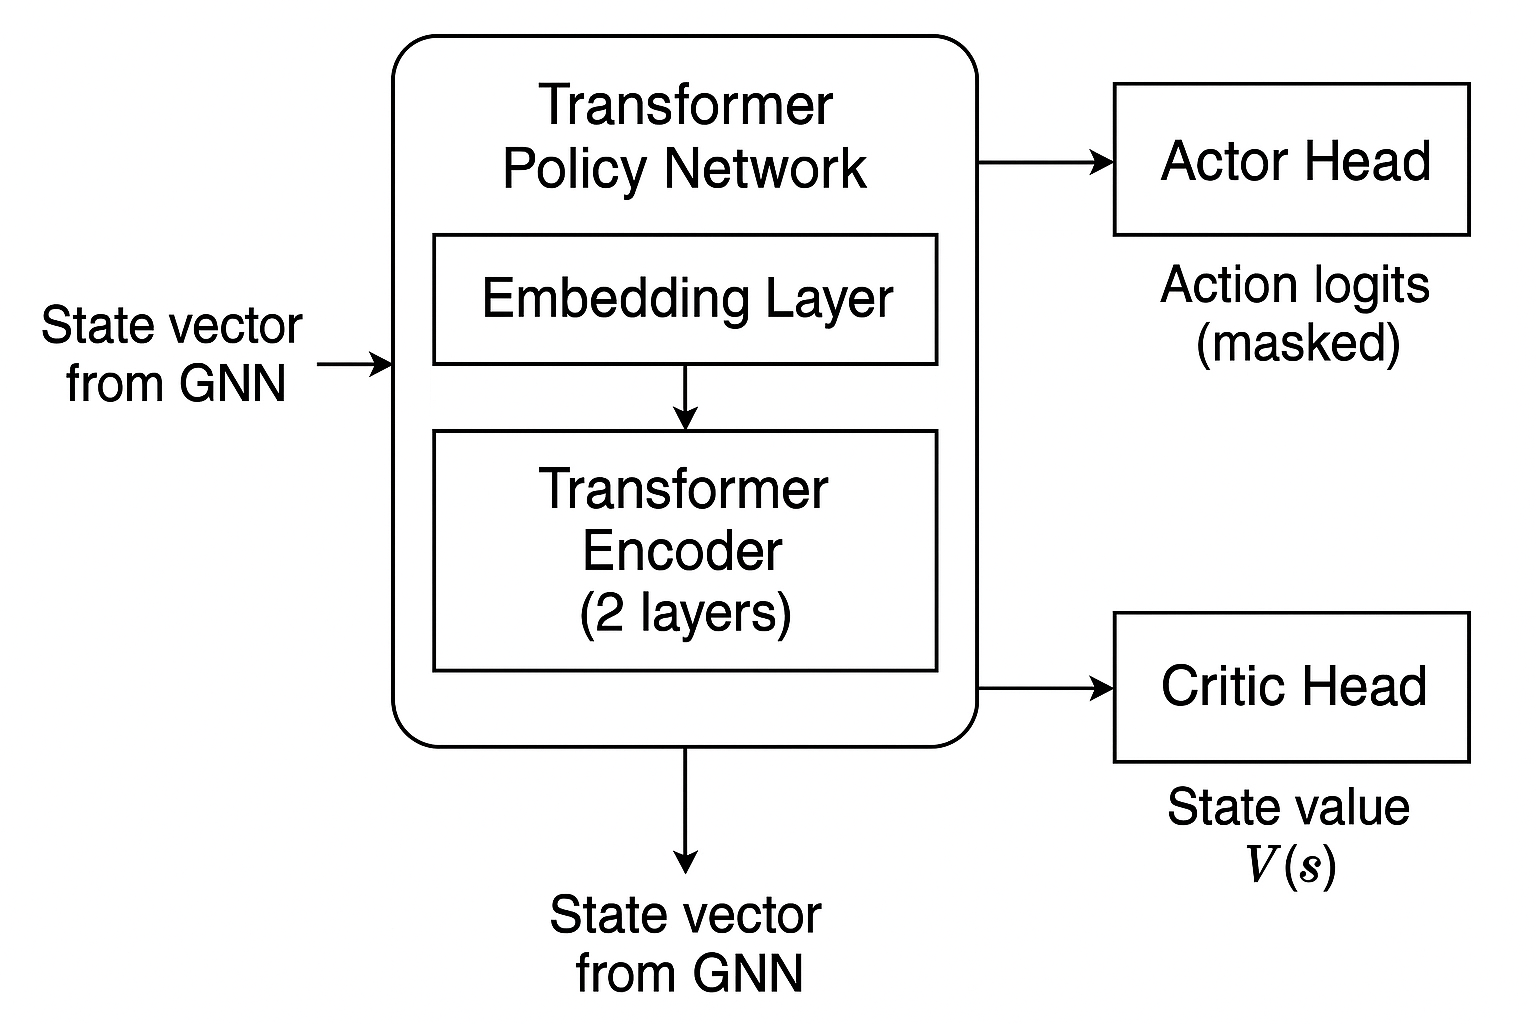 State vector
from GNN
Transformer
Policy Network
Embedding Layer
Transformer
Encoder
(2 layers)
State vector
from GNN
Actor Head
Action logits
(masked)
Critic Head
State value
V(s)